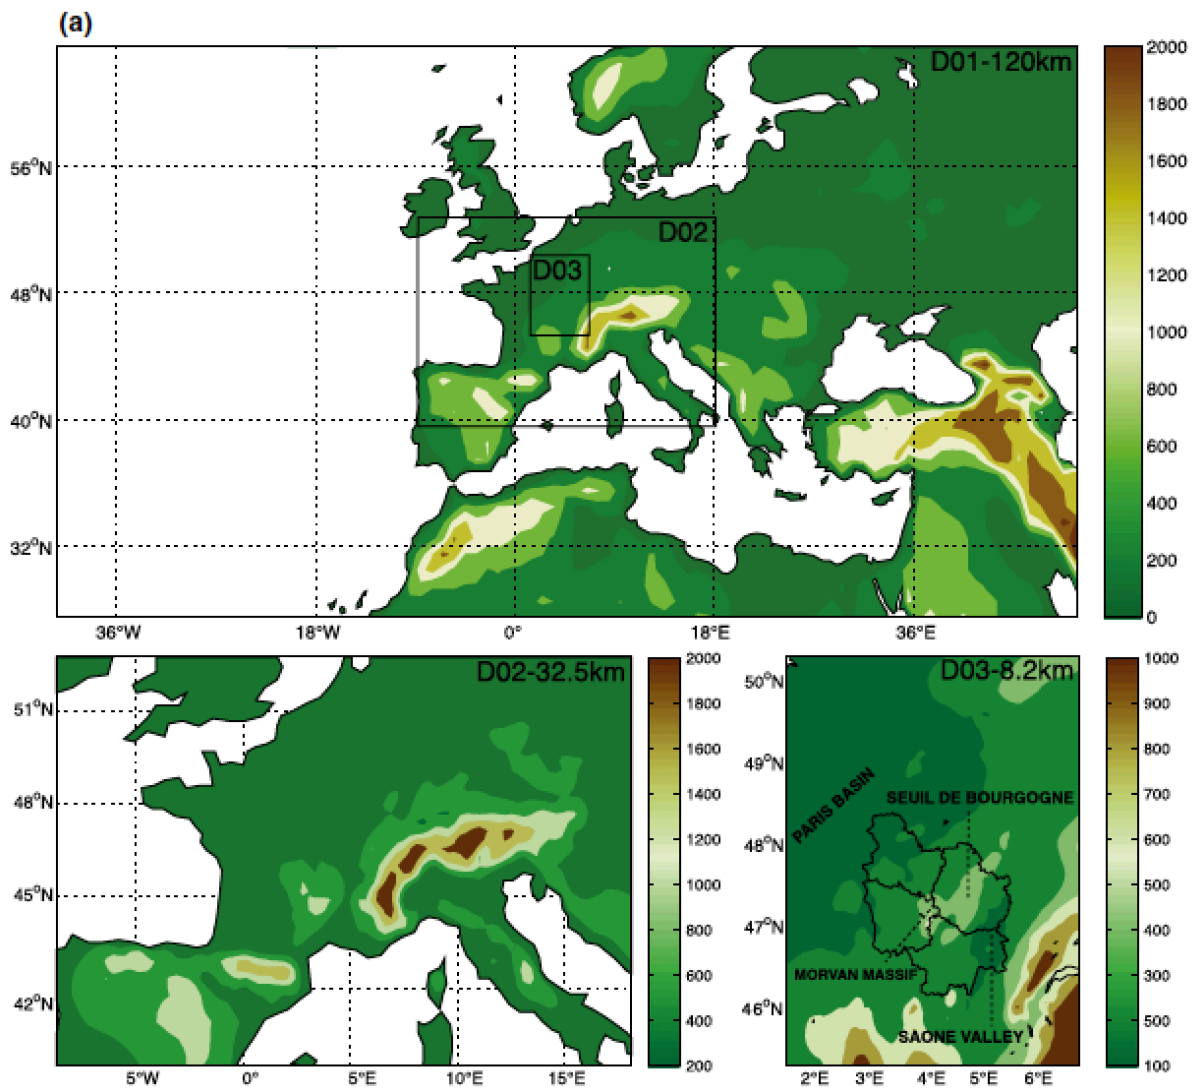 (a)
D01-120km
D02
D03
56°N
48°N
40°N
32°N
36°W
18°W
0°
18°E
36°E
2000
1800
1600
1400
1200
1000
800
600
400
200
0
D02-32.5km
51°N
48°N
45°N
42°N
5°W
0°
5°E
10°E
15°E
2000
1800
1600
1400
1200
1000
800
600
400
200
D03-8.2km
50°N
49°N
48°N
47°N
46°N
PARIS BASIN
SEUIL DE BOURGOGNE
MORVAN MASSIF
SAONE VALLEY
2°E
3°E
4°E
5°E
6°E
1000
900
800
700
600
500
400
300
500
100